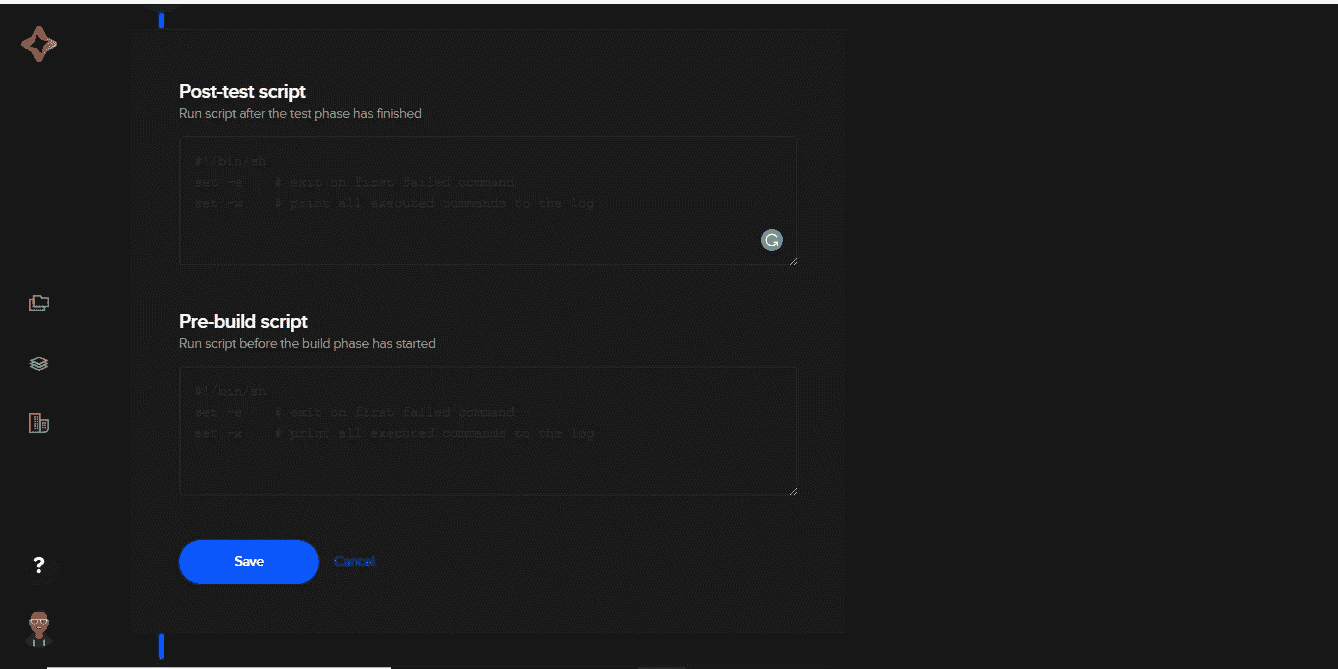 Post-test script
Run script after the test phase has finished
#!/bin/sh
set -e # exit on first failed command
set -x # print all executed commands to the log
Pre-build script
Run script before the build phase has started
#!/bin/sh
set -e # exit on first failed command
set -x # print all executed commands to the log
Save
Cancel
?